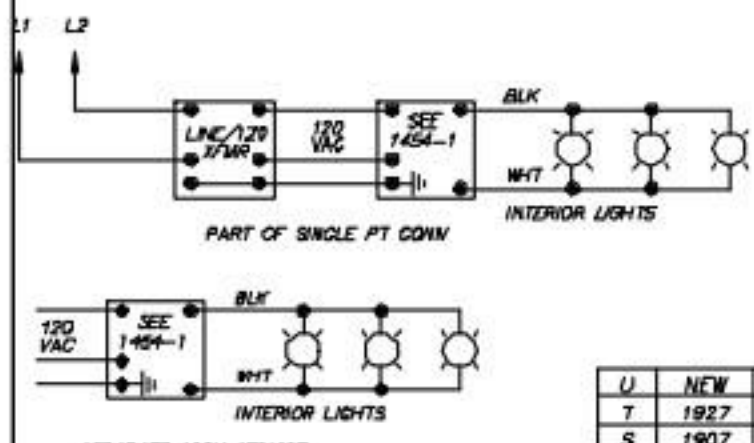 L1 L2
LINE/120
XFMR
120
VAC
SEE
1454-1
BLK
WHT
INTERIOR LIGHTS
PART OF SINGLE PT CONN
120
VAC
SEE
1454-1
BLK
WHT
INTERIOR LIGHTS
U NEW
T 1927
S 1907